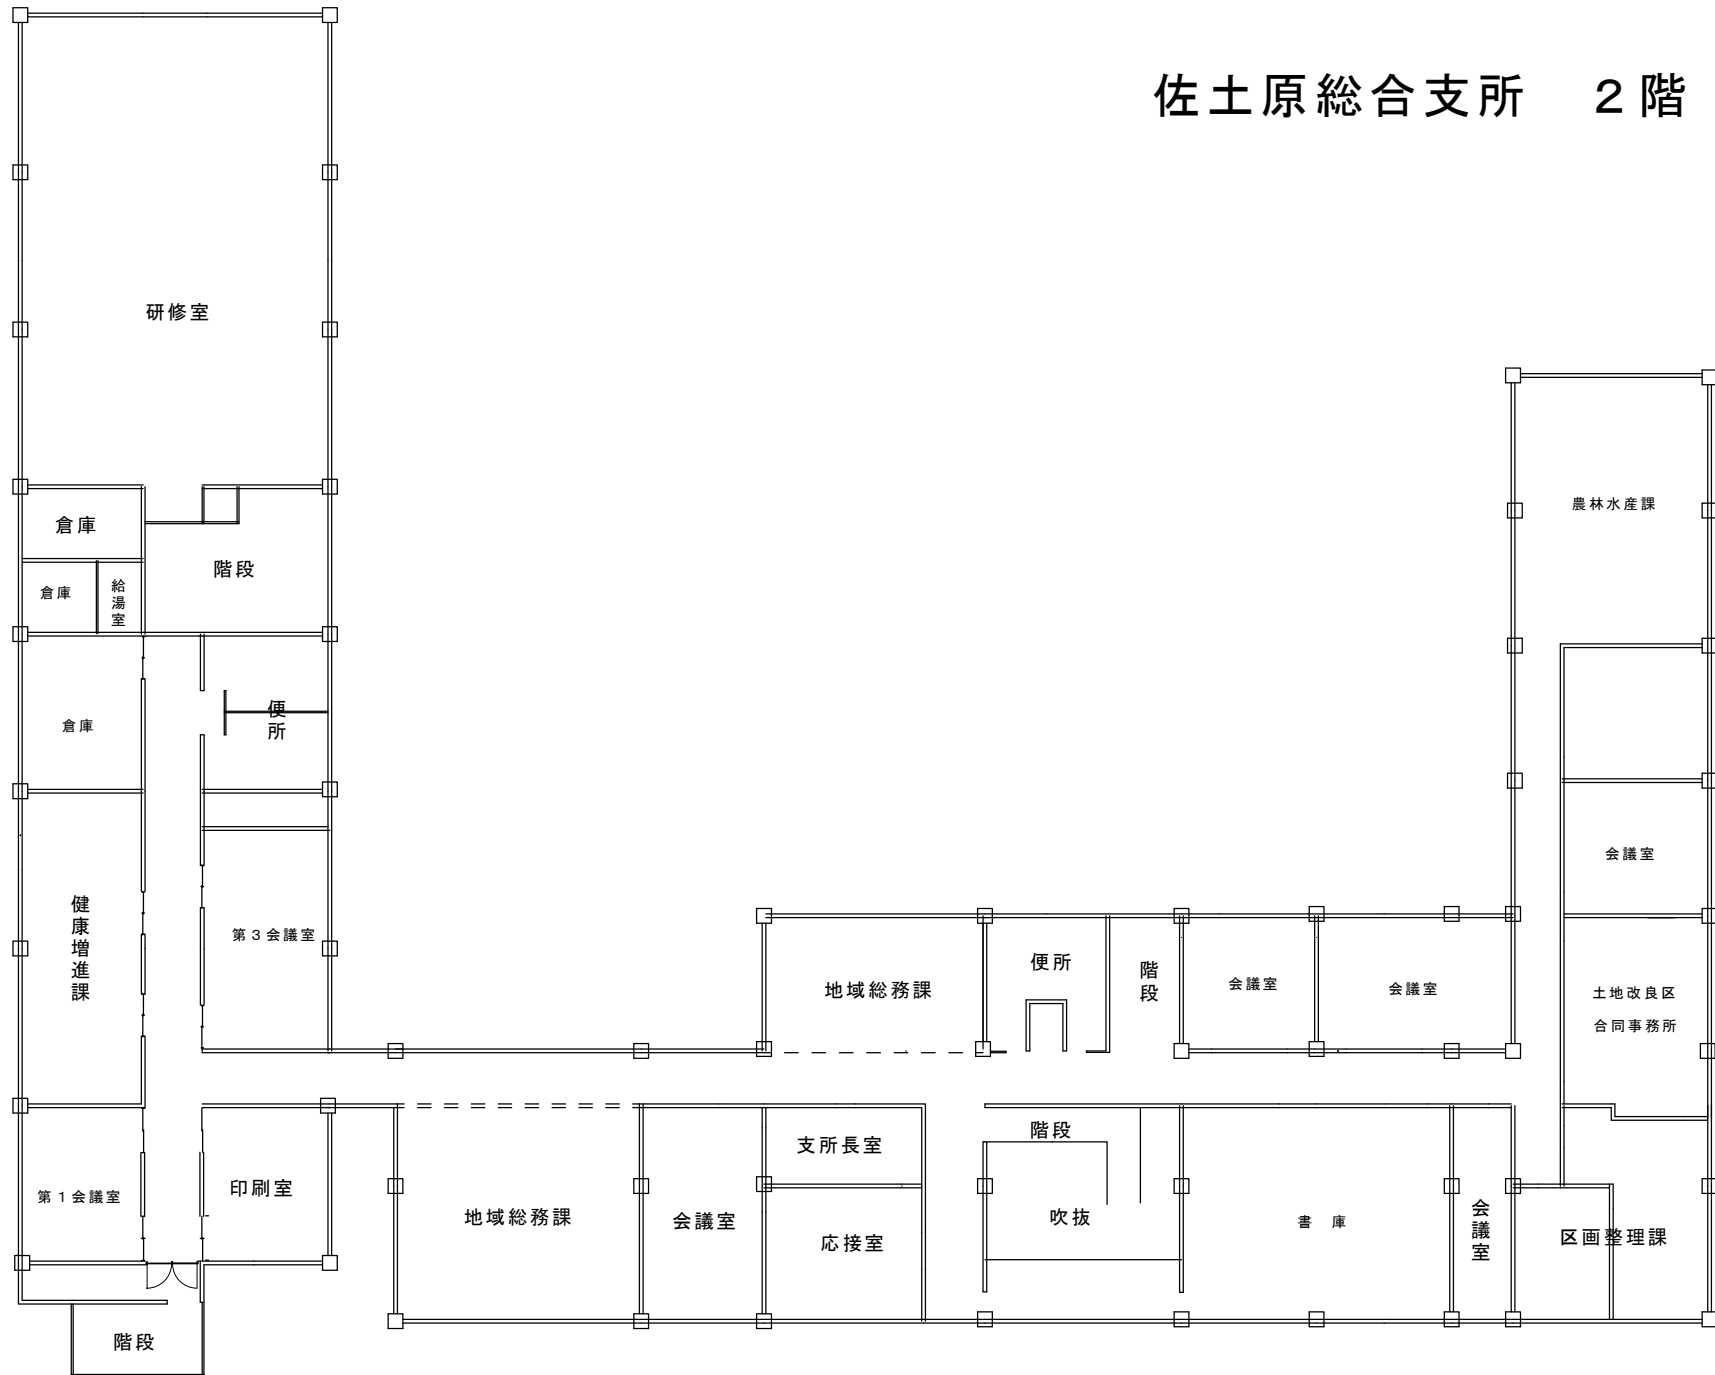 佐土原総合支所　２階
研修室
倉庫
階段
倉庫
給湯室
倉庫
便所
健康増進課
第３会議室
第１会議室
印刷室
階段
地域総務課
会議室
支所長室
応接室
地域総務課
便所
階段
会議室
会議室
階段
吹抜
書　庫
会議室
農林水産課
会議室
土地改良区
合同事務所
区画整理課